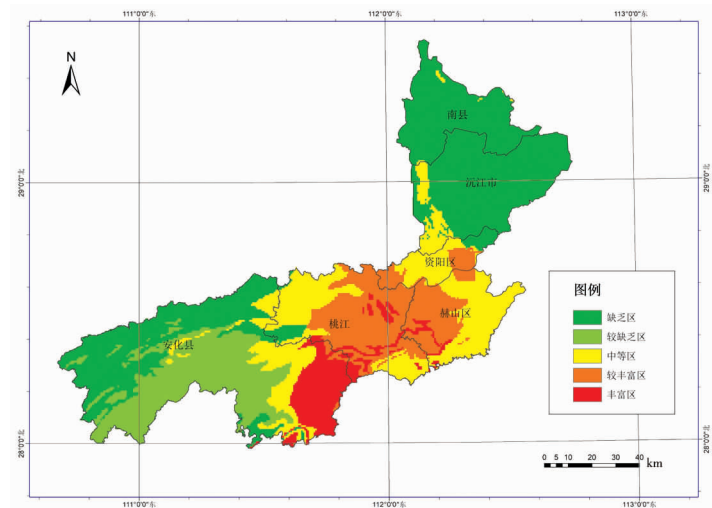 111°0'0"东 112°0'0"东 113°0'0"东
N
南县
29°0'0"北 29°0'0"北
沅江市
资阳区
图例
缺乏区
桃江 赫山区
较缺乏区
安化县
中等区
较丰富区
丰富区
28°0'0"北 28°0'0"北
0 5 10 20 30 40 km
111°0'0"东 112°0'0"东 113°0'0"东